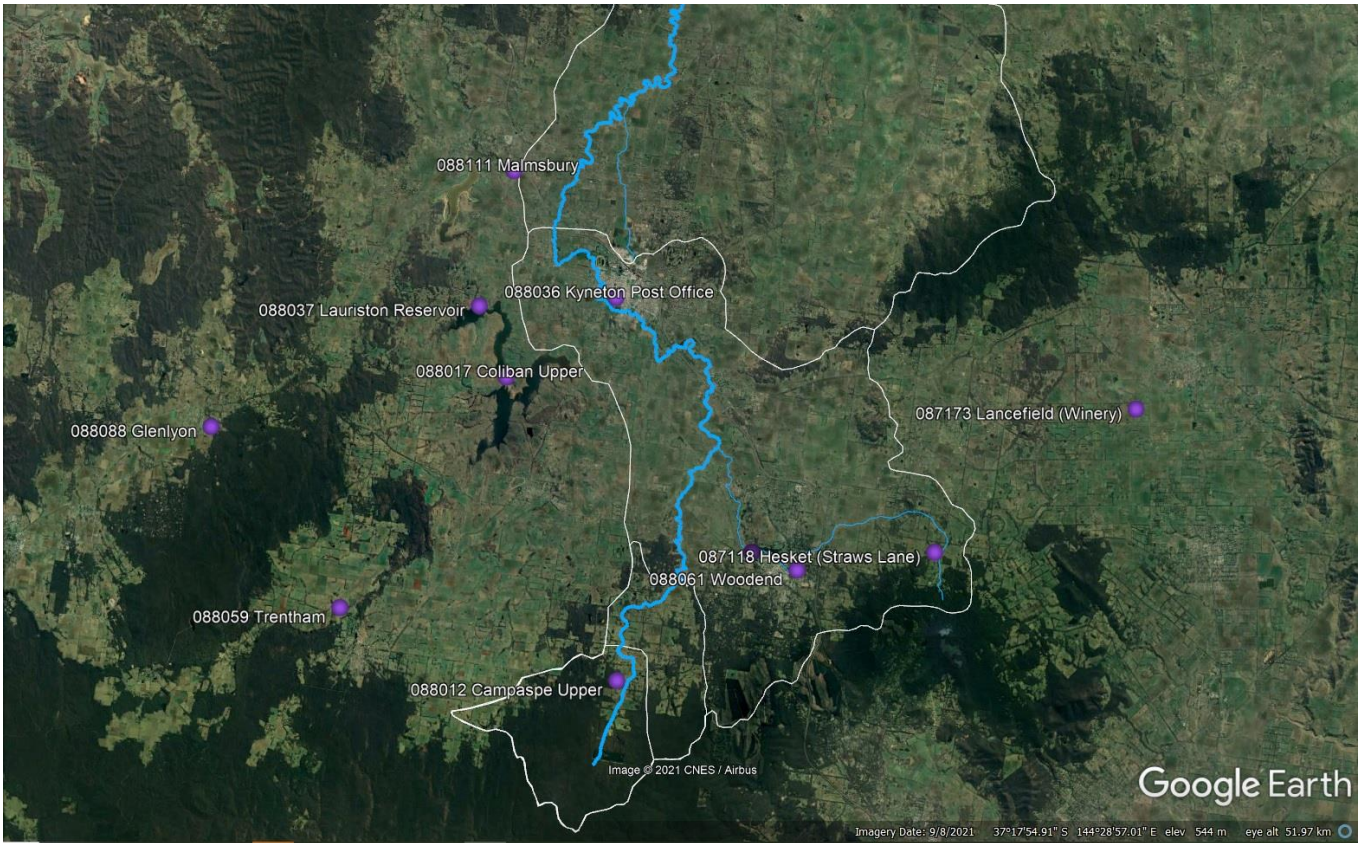 088111 Malmsbury
088036 Kyneton Post Office
088037 Lauriston Reservoir
088017 Coliban Upper
087173 Lancefield (Winery)
088088 Glenlyon
087118 Hesket (Straws Lane)
088061 Woodend
088059 Trentham
088012 Campaspe Upper
Image © 2021 CNES / Airbus
Google Earth
Imagery Date: 9/8/2021 37°17'54.91" S 144°28'57.01" E elev 544 m eye alt 51.97 km